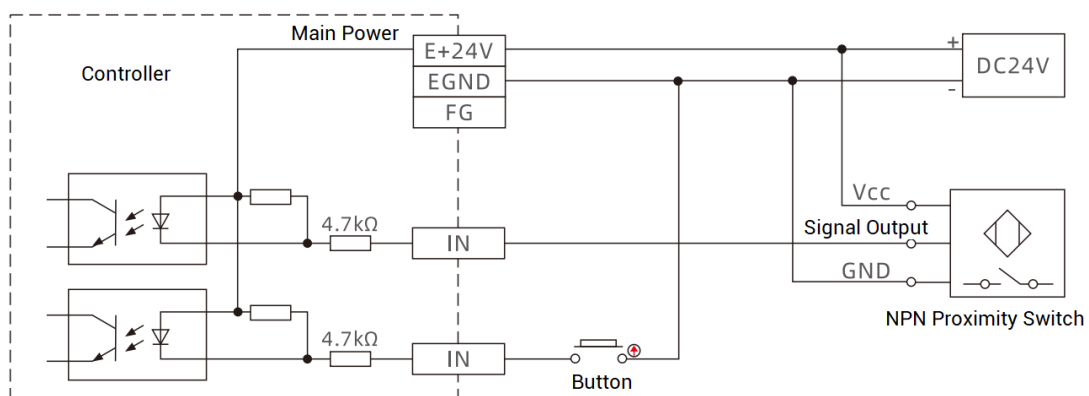 Main Power
E+24V
EGND
FG
Controller
+
DC24V
-
Vcc
4.7kΩ
IN
Signal Output
GND
NPN Proximity Switch
4.7kΩ
IN
Button